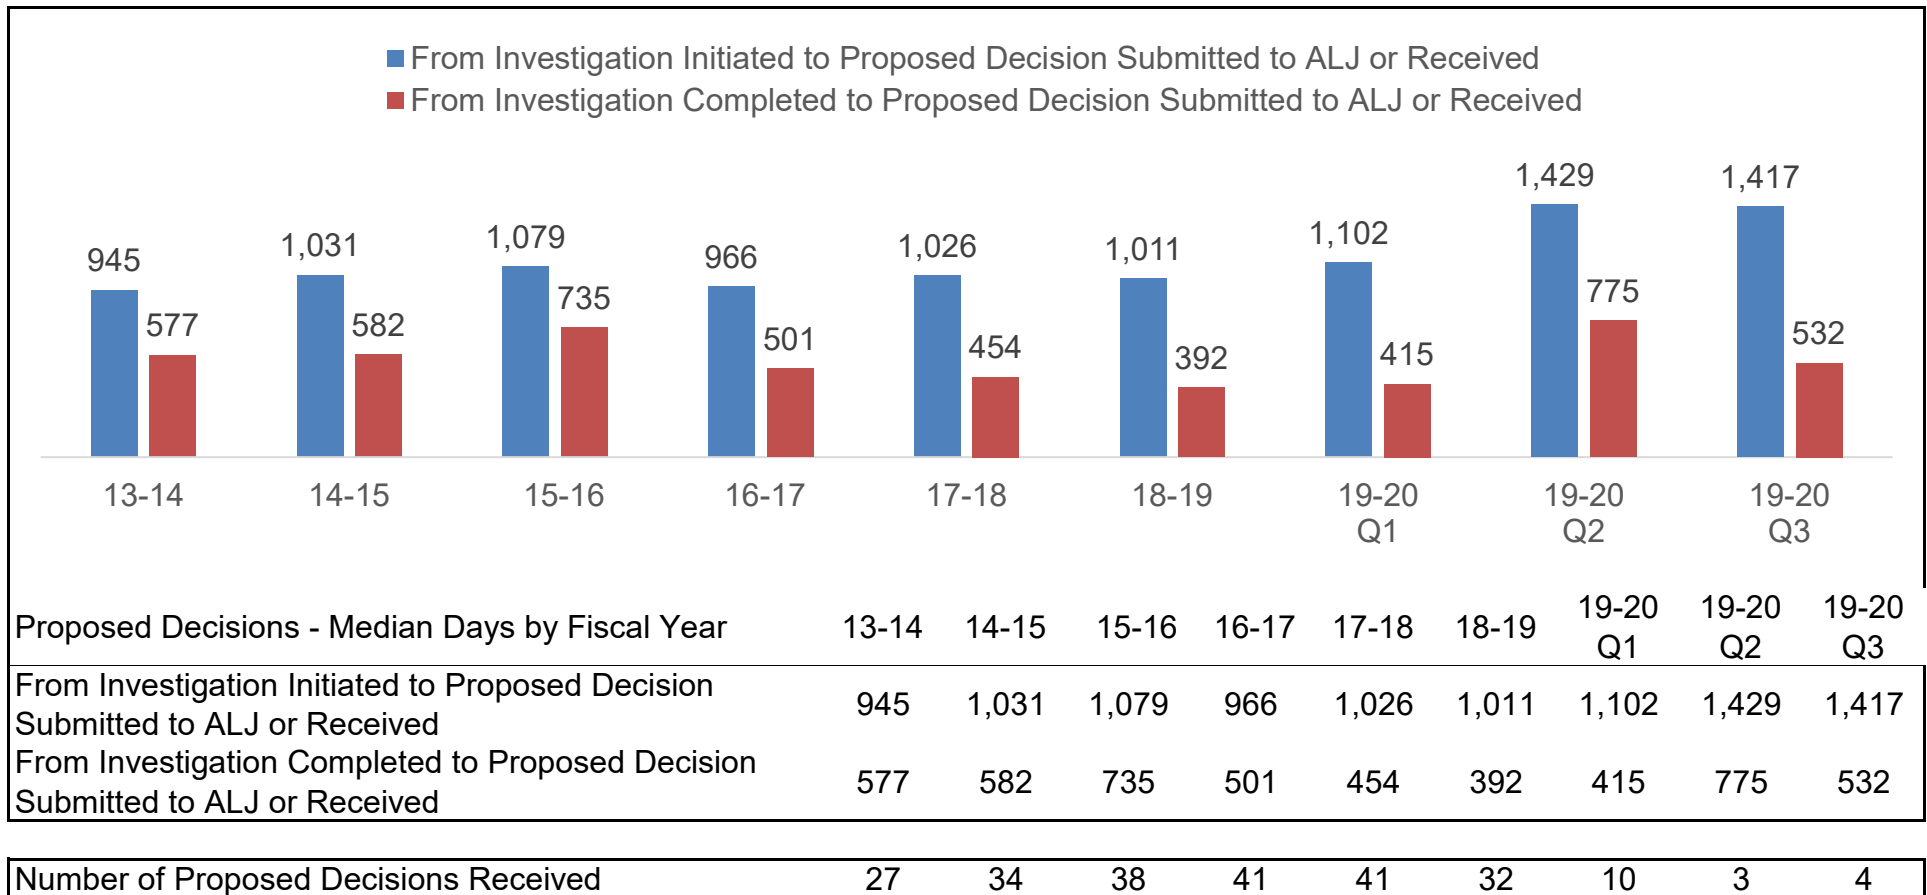 From Investigation Initiated to Proposed Decision Submitted to ALJ or Received
From Investigation Completed to Proposed Decision Submitted to ALJ or Received
945 577 1,031 582 1,079 735 966 501 1,026 454 1,011 392 1,102 415 1,429 775 1,417 532
13-14 14-15 15-16 16-17 17-18 18-19 19-20 19-20 19-20
Q1 Q2 Q3
19-20 19-20 19-20
Proposed Decisions - Median Days by Fiscal Year 13-14 14-15 15-16 16-17 17-18 18-19
Q1 Q2 Q3
From Investigation Initiated to Proposed Decision
Submitted to ALJ or Received 945 1,031 1,079 966 1,026 1,011 1,102 1,429 1,417
From Investigation Completed to Proposed Decision
Submitted to ALJ or Received 577 582 735 501 454 392 415 775 532
Number of Proposed Decisions Received 27 34 38 41 41 32 10 3 4